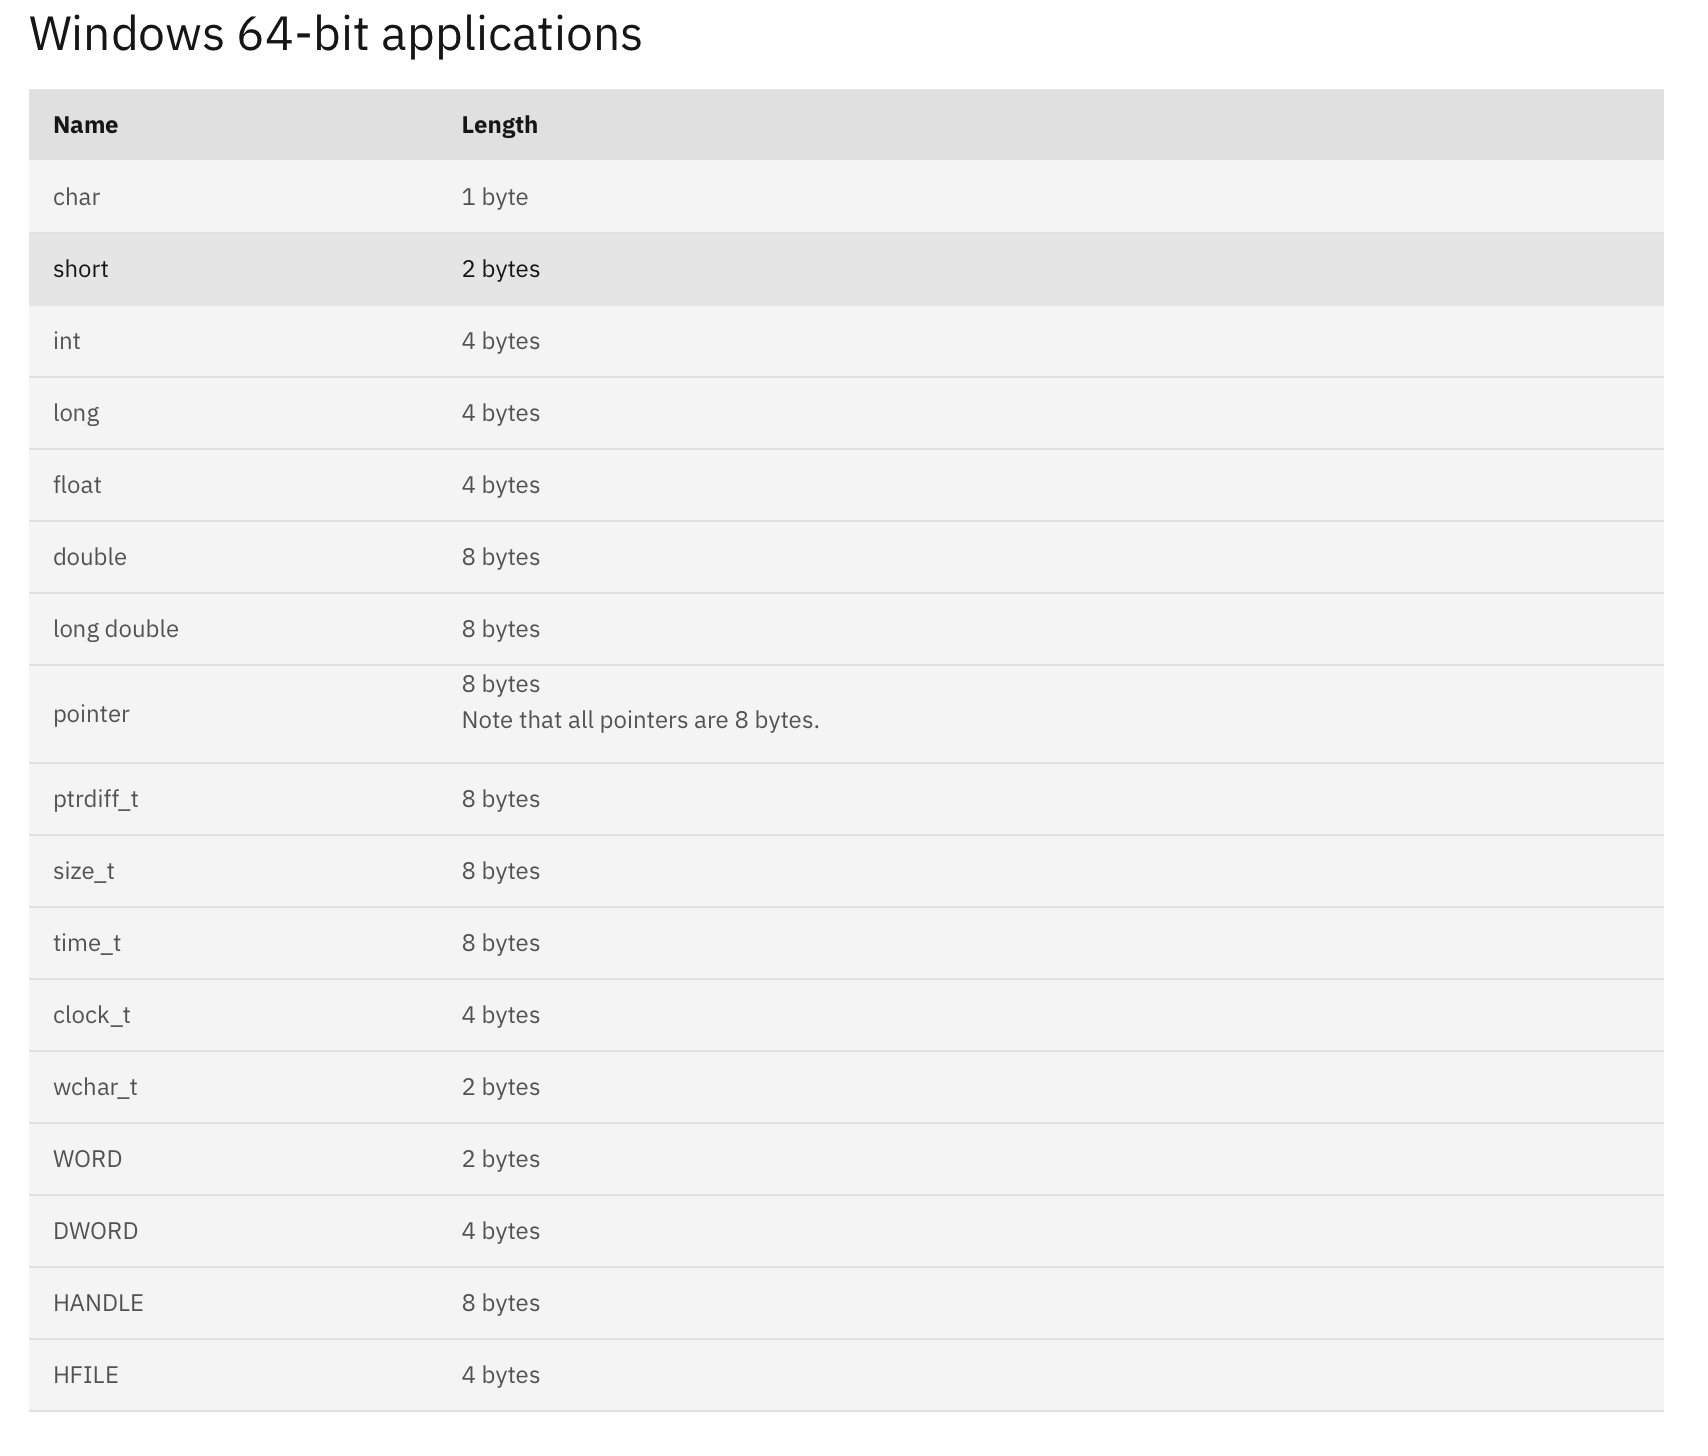 Windows 64-bit applications
Name Length
char 1 byte
short 2 bytes
int 4 bytes
long 4 bytes
float 4 bytes
double 8 bytes
long double 8 bytes
pointer 8 bytes
Note that all pointers are 8 bytes.
ptrdiff_t 8 bytes
size_t 8 bytes
time_t 8 bytes
clock_t 4 bytes
wchar_t 2 bytes
WORD 2 bytes
DWORD 4 bytes
HANDLE 8 bytes
HFILE 4 bytes